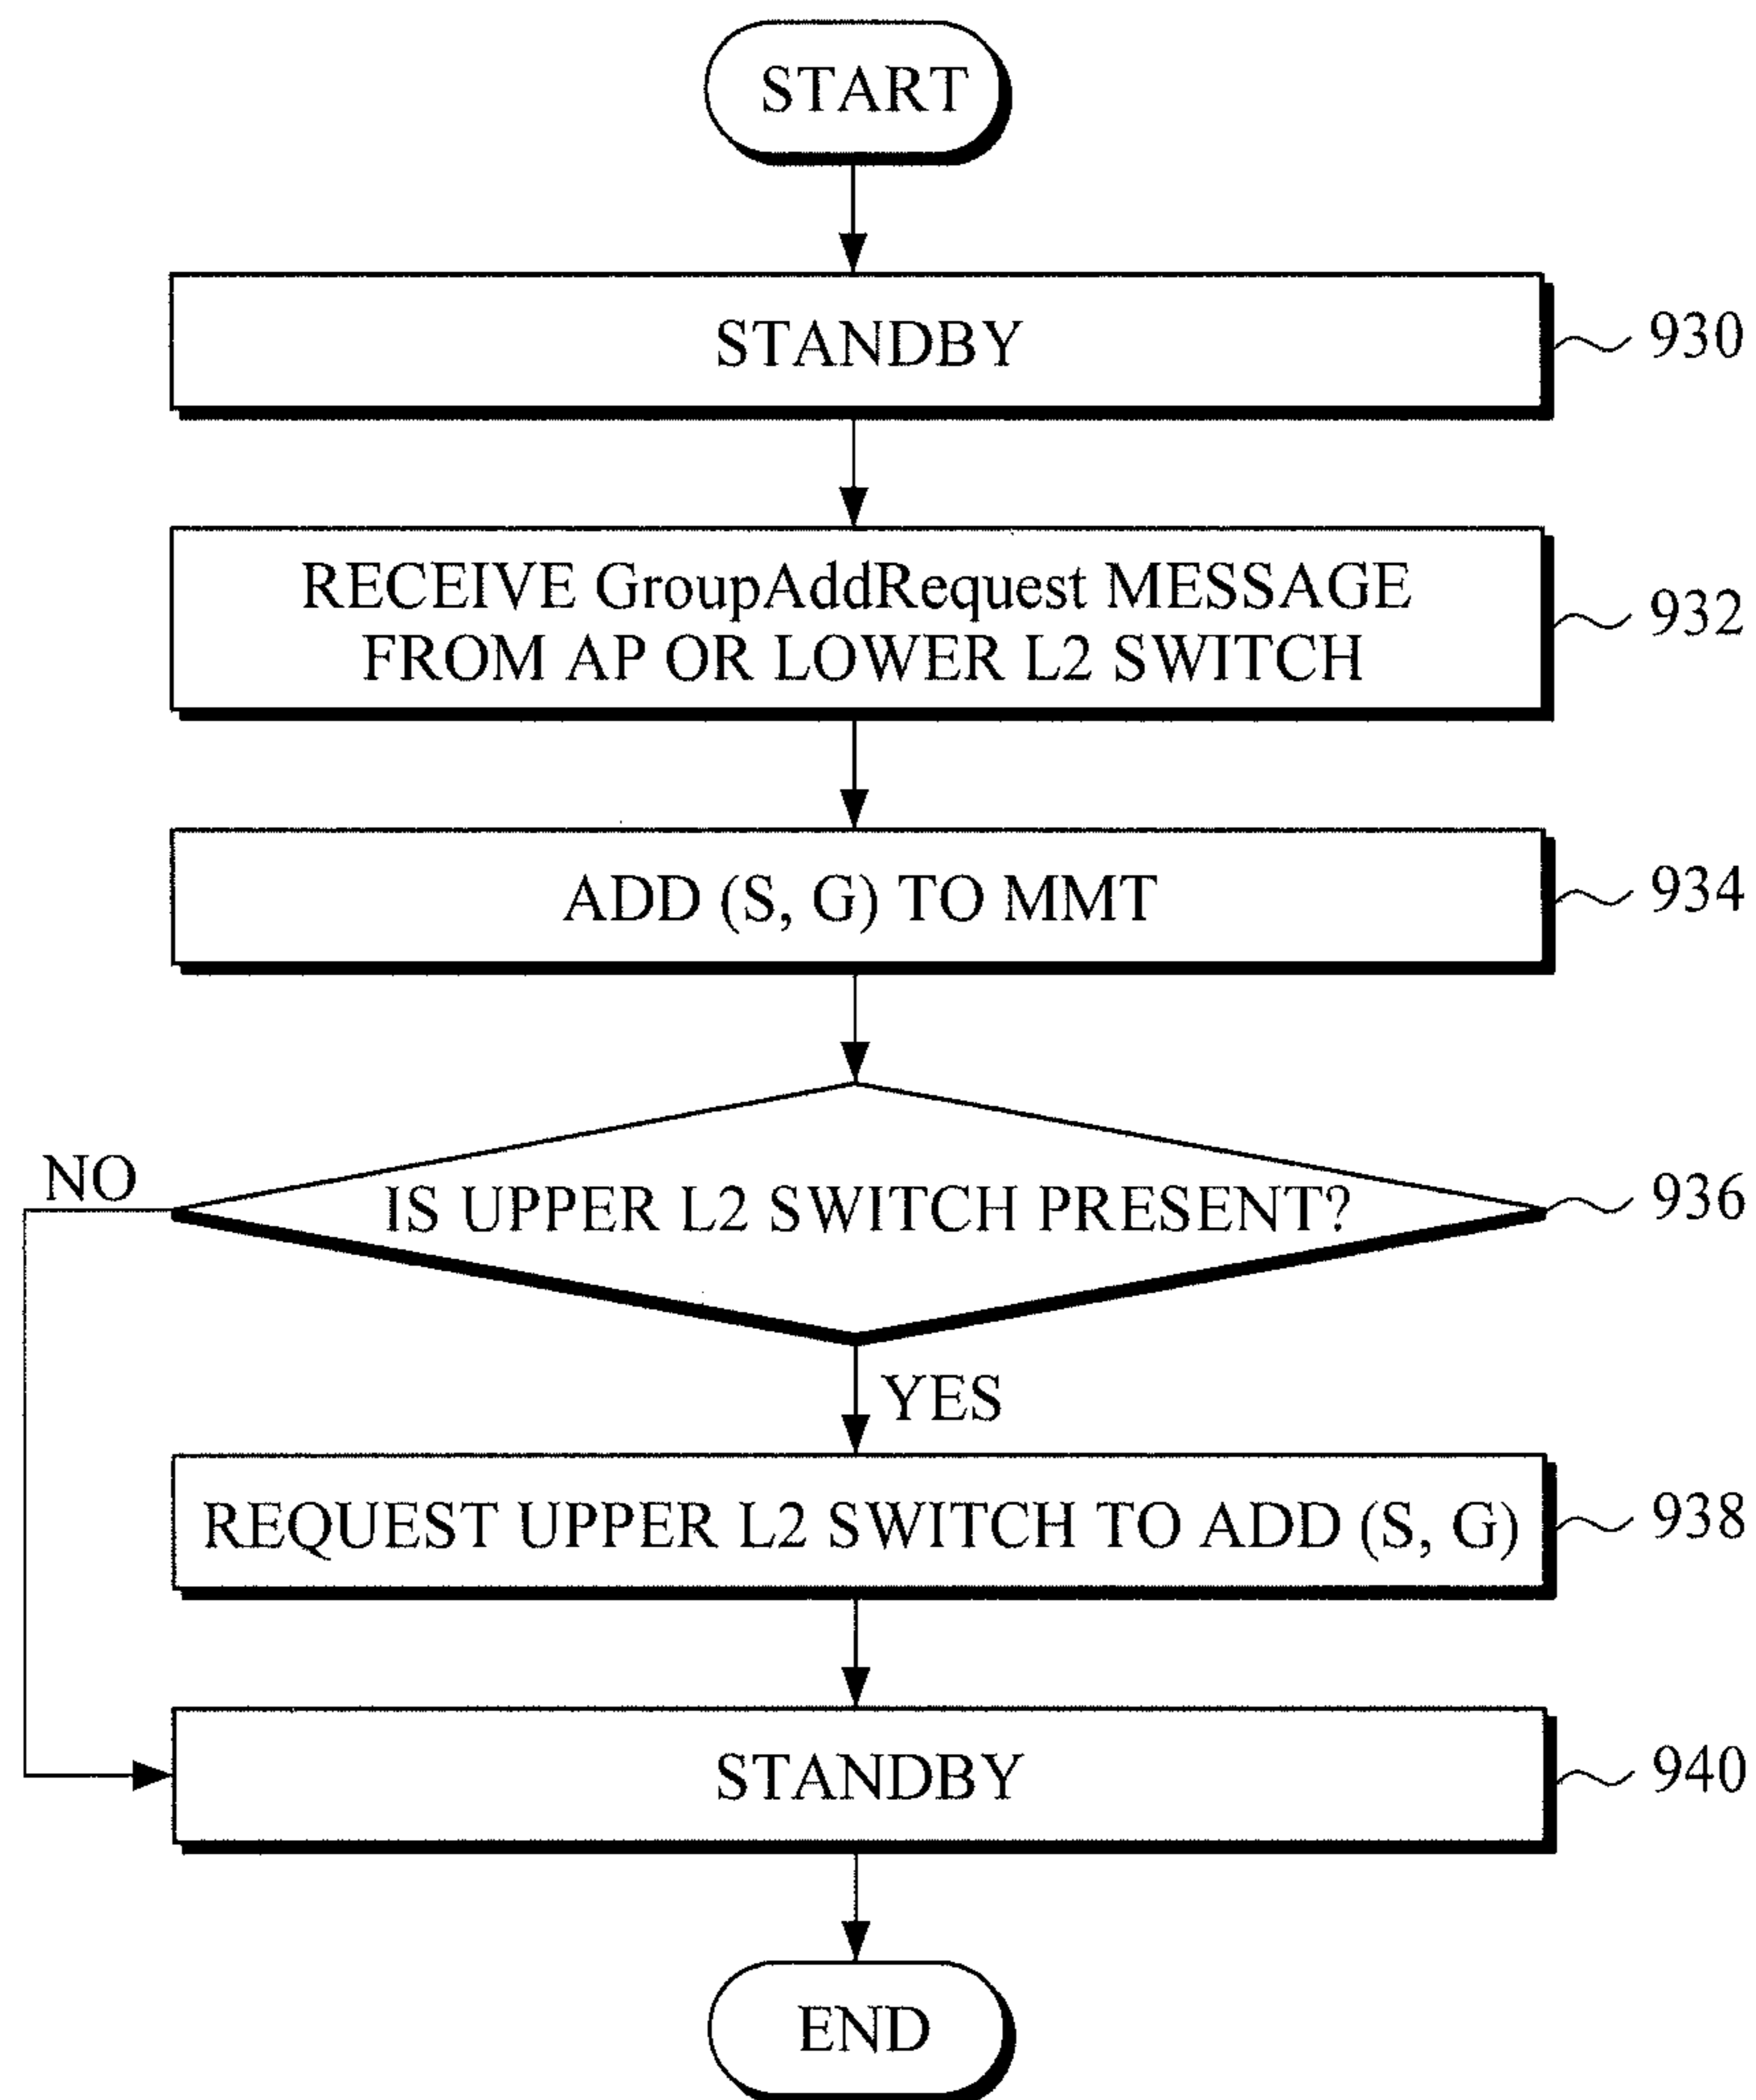 START
STANDBY
930
RECEIVE GroupAddRequest MESSAGE
FROM AP OR LOWER L2 SWITCH
932
ADD (S, G) TO MMT
934
NO
IS UPPER L2 SWITCH PRESENT?
936
YES
REQUEST UPPER L2 SWITCH TO ADD (S, G)
938
STANDBY
940
END